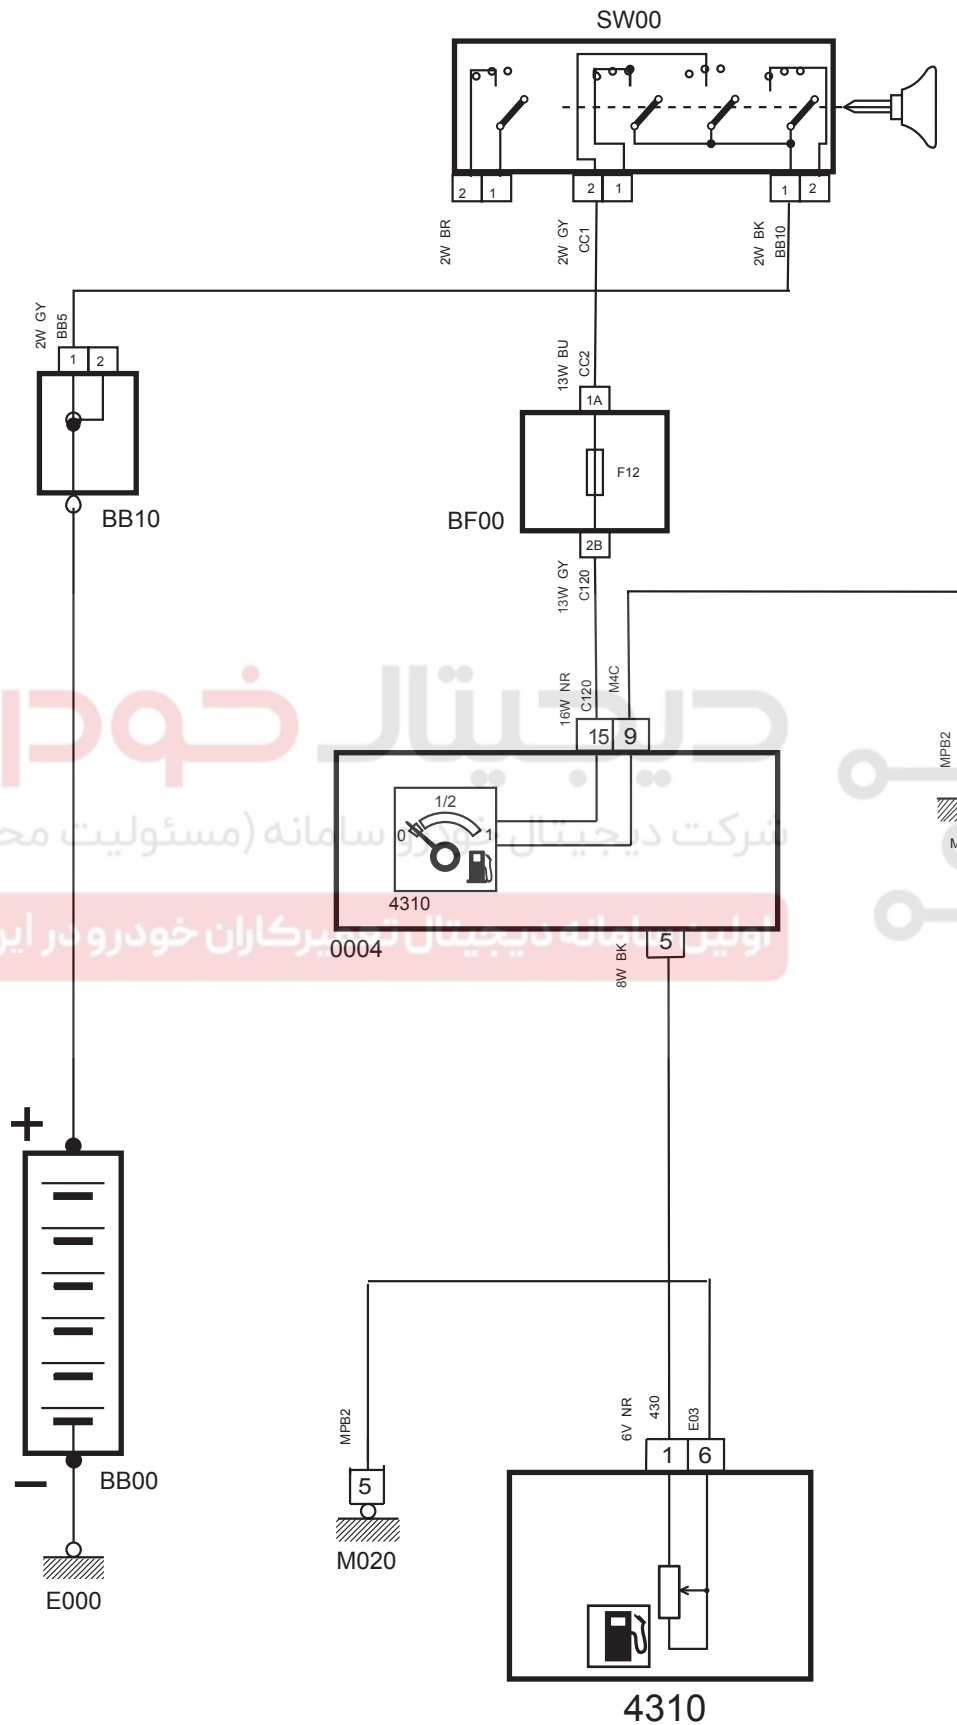 SW00
2 1 2 1 1 2
2W BR
2W GY
CC1
2W BK
BB10
2W GY
BB5
1 2
BB10
13W BU
CC2
1A
F12
BF00
2B
13W GY
C120
16W NR
C120
M4C
15 9
MPB2
دیجیتال خودر
شرکت دیجیتال خودرو سامانه (مسئولیت مح
0 1/2 1
4310
اولین سامانه دیجیتال تعمیرکاران خودرو در ایر
0004
5
8W BK
+
−
BB00
E000
MPB2
5
M020
6V NR
430
E03
1 6
4310